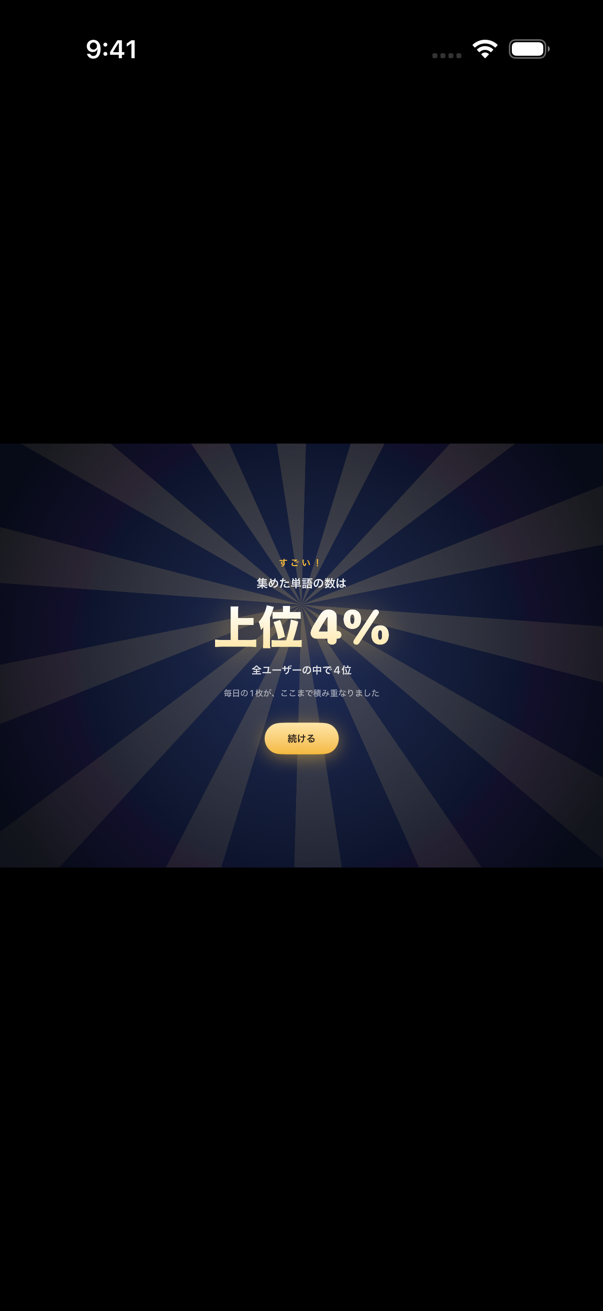 9:41
すごい！
集めた単語の数は
上位4%
全ユーザーの中で4位
毎日の1枚が、ここまで積み重なりました
続ける